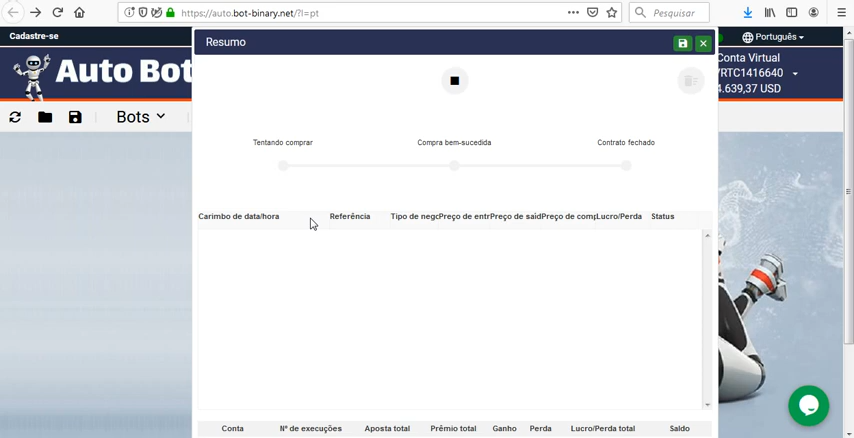 https://auto.bot-binary.net/?l=pt
Pesquisar
Cadastre-se
Português
Resumo
Auto Bot
Conta Virtual
VRTC1416640
4.639,37 USD
Bots
Tentando comprar
Compra bem-sucedida
Contrato fechado
Carimbo de data/hora Referência Tipo de nego Preço de entr Preço de said Preço de comp Lucro/Perda Status
Conta Nº de execuções Aposta total Prêmio total Ganho Perda Lucro/Perda total Saldo